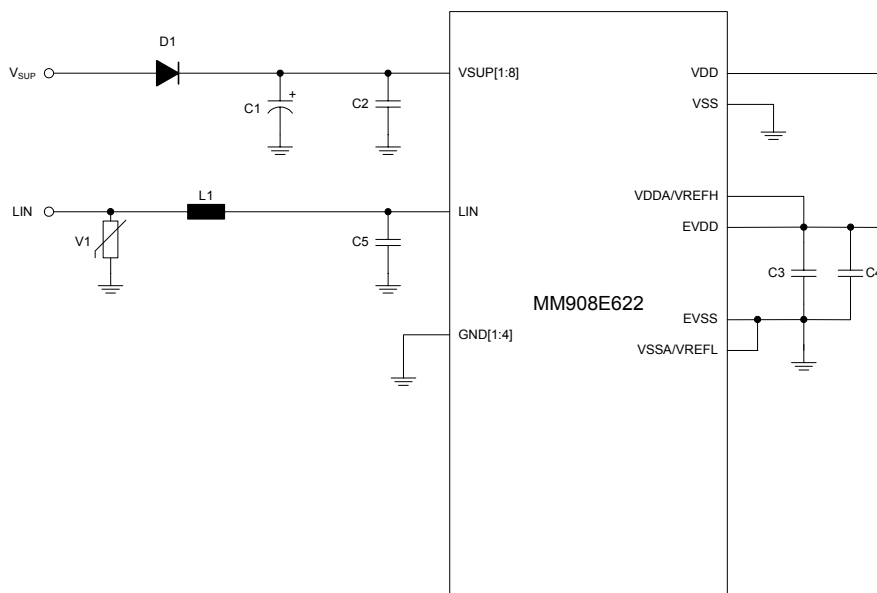 D1
VSUP
C1
+
C2
VSUP[1:8]
VDD
VSS
LIN
L1
V1
C5
LIN
VDDA/VREFH
EVDD
C3
MM908E622
GND[1:4]
EVSS
VSSA/VREFL